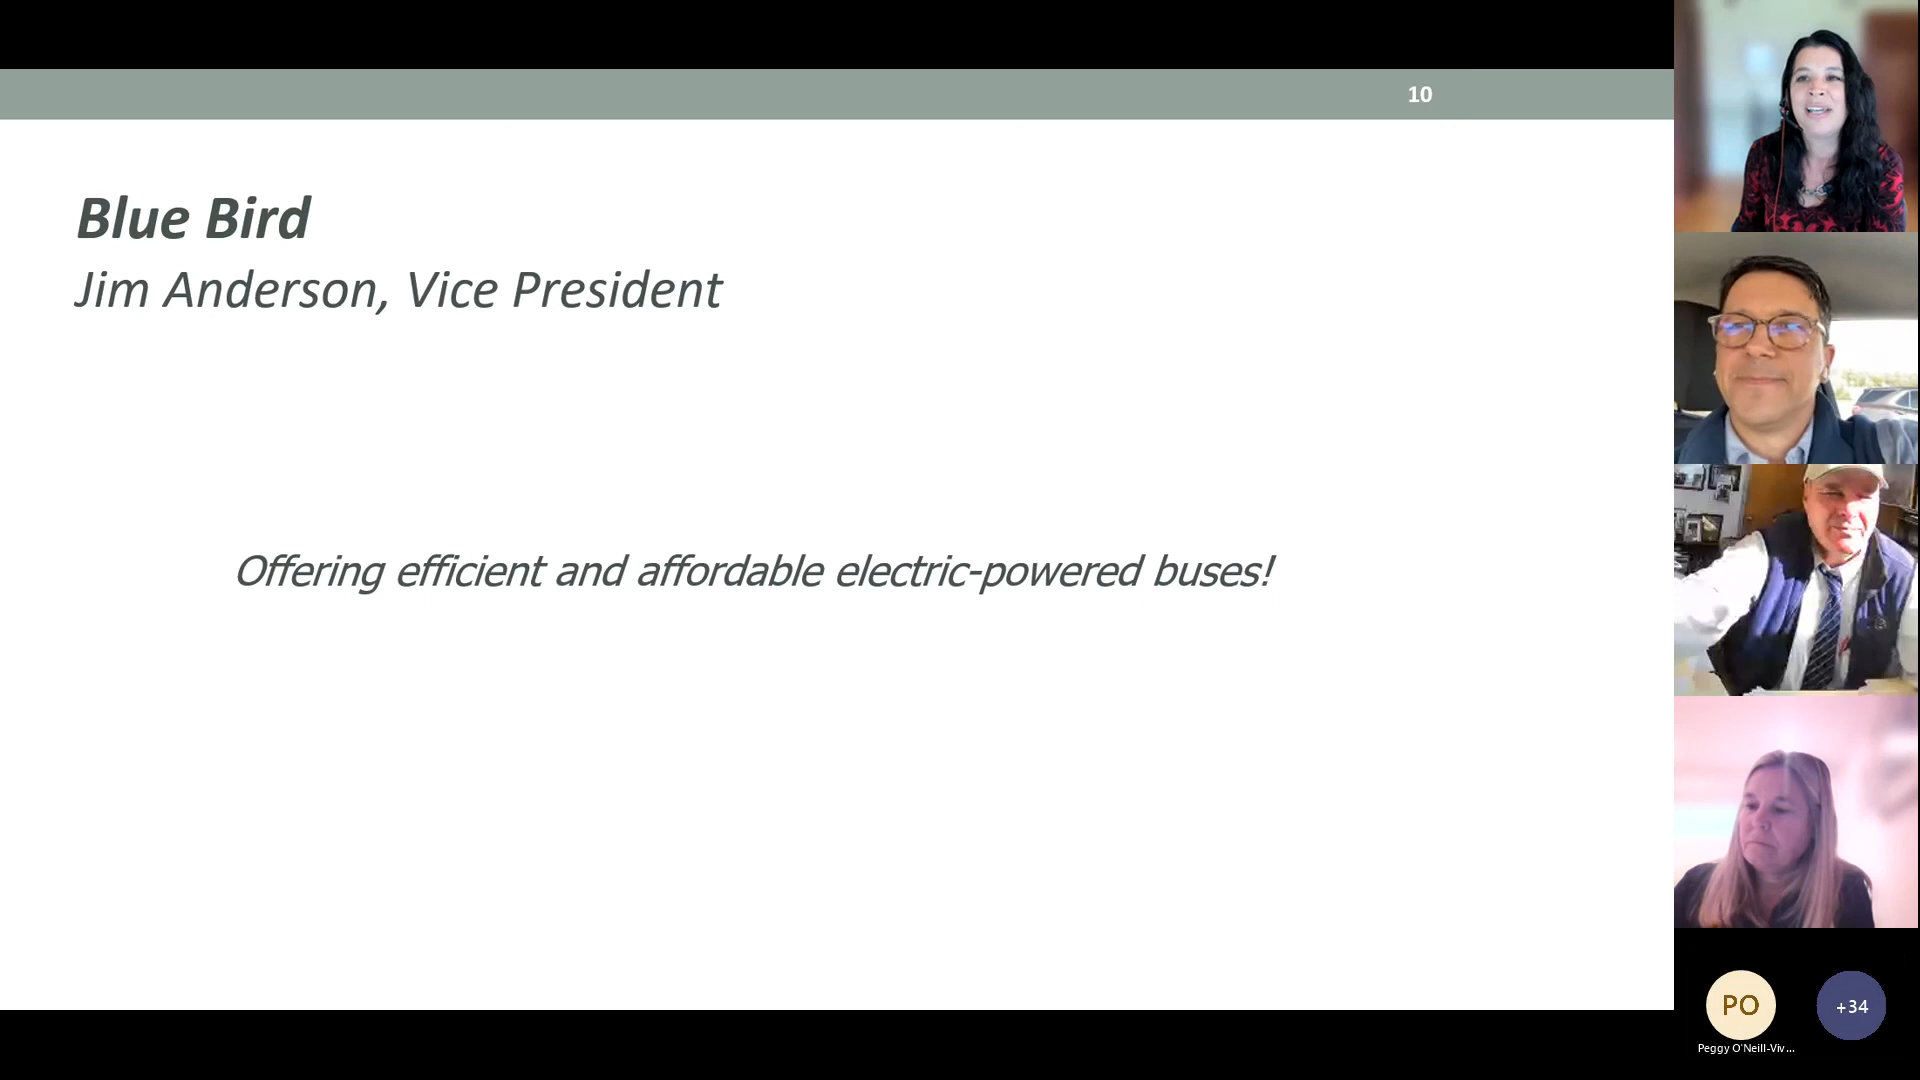 10
Blue Bird
Jim Anderson, Vice President
Offering efficient and affordable electric-powered buses!
PO
+34
Peggy O'Neill-Viv...